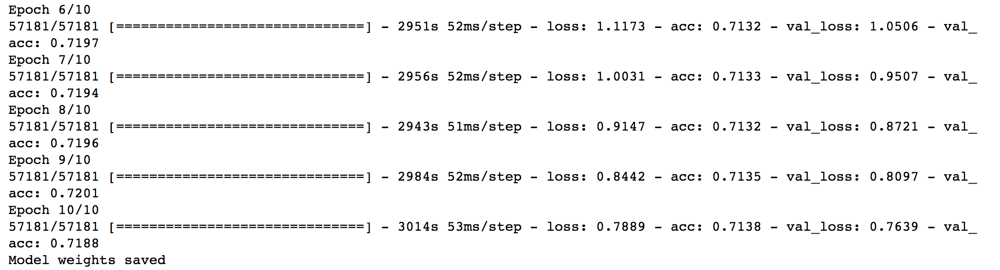 Epoch 6/10
57181/57181 [==============================] - 2951s 52ms/step - loss: 1.1173 - acc: 0.7132 - val_loss: 1.0506 - val_
acc: 0.7197
Epoch 7/10
57181/57181 [==============================] - 2956s 52ms/step - loss: 1.0031 - acc: 0.7133 - val_loss: 0.9507 - val_
acc: 0.7194
Epoch 8/10
57181/57181 [==============================] - 2943s 51ms/step - loss: 0.9147 - acc: 0.7132 - val_loss: 0.8721 - val_
acc: 0.7196
Epoch 9/10
57181/57181 [==============================] - 2984s 52ms/step - loss: 0.8442 - acc: 0.7135 - val_loss: 0.8097 - val_
acc: 0.7201
Epoch 10/10
57181/57181 [==============================] - 3014s 53ms/step - loss: 0.7889 - acc: 0.7138 - val_loss: 0.7639 - val_
acc: 0.7188
Model weights saved